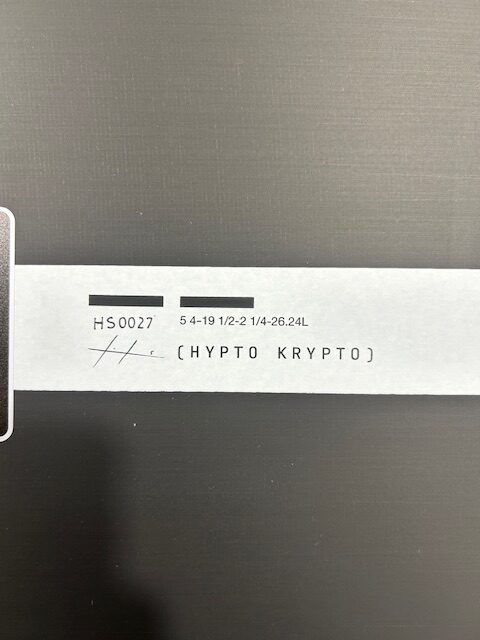 HS0027 5 4-19 1/2-2 1/4-26.24L
(HYPTO KRYPTO)